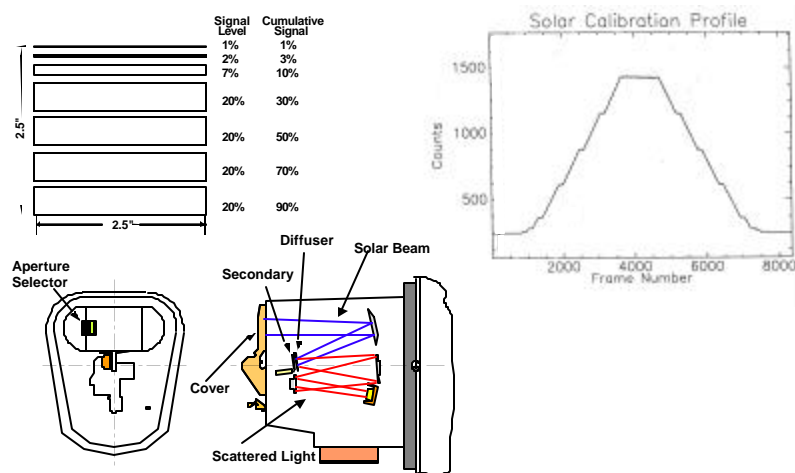 Signal Cumulative
Level Signal
1% 1%
2% 3%
7% 10%
20% 30%
20% 50%
20% 70%
20% 90%
2.5"
2.5"
Solar Calibration Profile
1500
1000
500
Counts
2000 4000 6000 8000
Frame Number
Aperture
Selector
Diffuser
Secondary
Solar Beam
Cover
Scattered Light